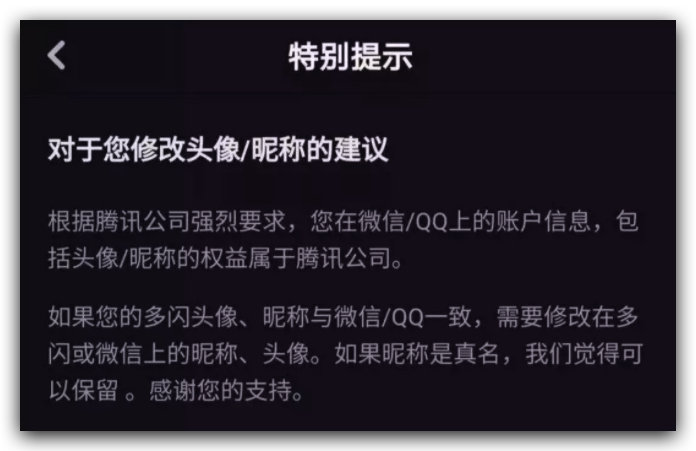 特别提示
对于您修改头像/昵称的建议
根据腾讯公司强烈要求，您在微信/QQ上的账户信息，包
括头像/昵称的权益属于腾讯公司。
如果您的多闪头像、昵称与微信/QQ一致，需要修改在多
闪或微信上的昵称、头像。如果昵称是真名，我们觉得可
以保留 。感谢您的支持。